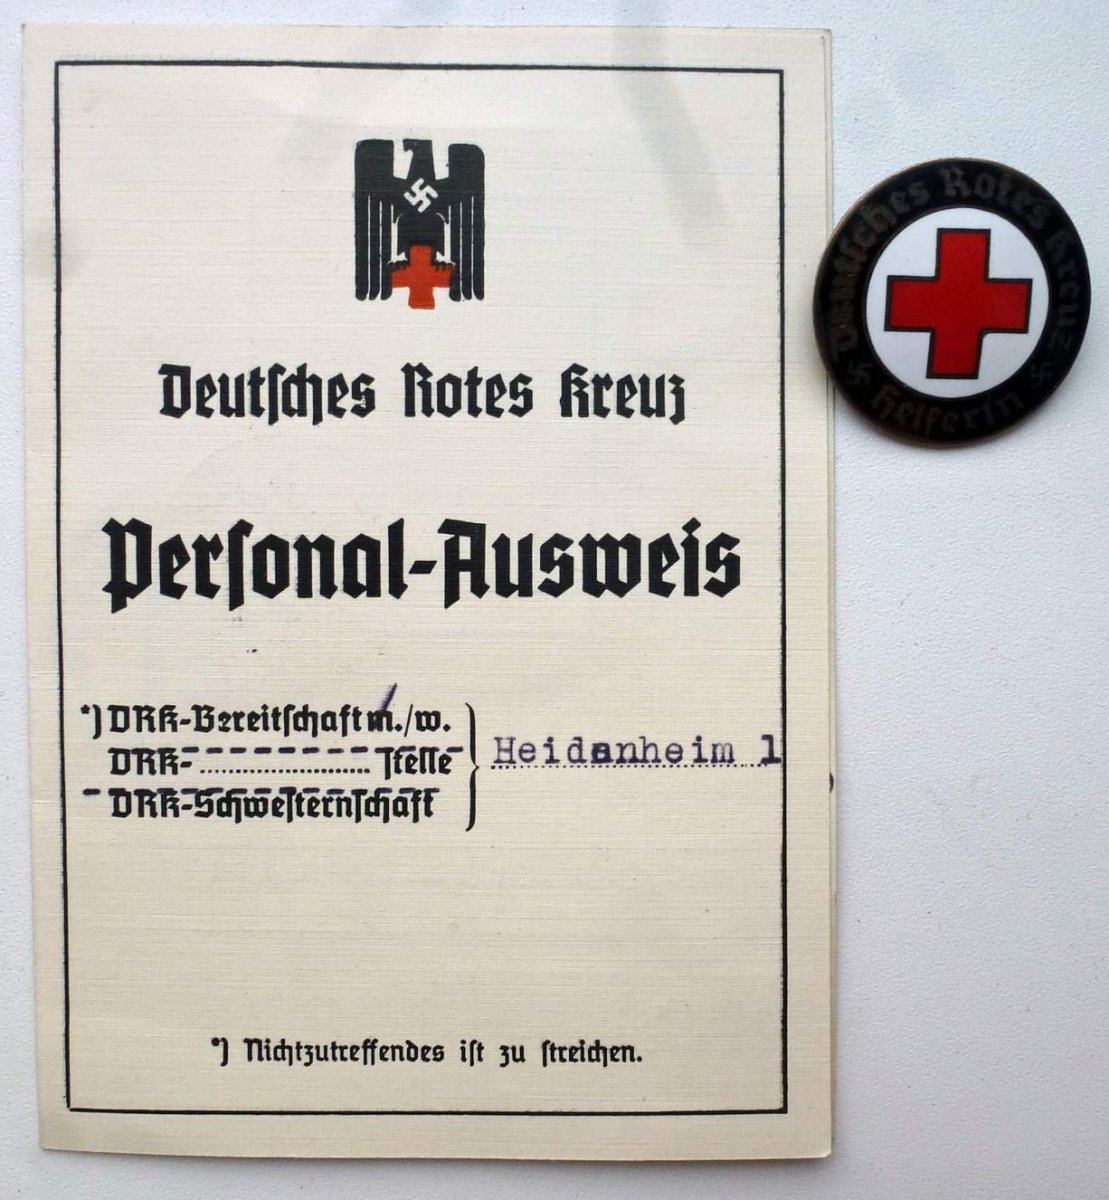 Deutſches Rotes Kreuz
Perſonal-Ausweis
*) DRK-Bereitſchaft m./w.
DRK- ........................ Stelle
DRK-Schweſternſchaft
Heidenheim 1
*) Nichtzutreffendes iſt zu ſtreichen.
Deutſches Rotes Kreuz
Helferin